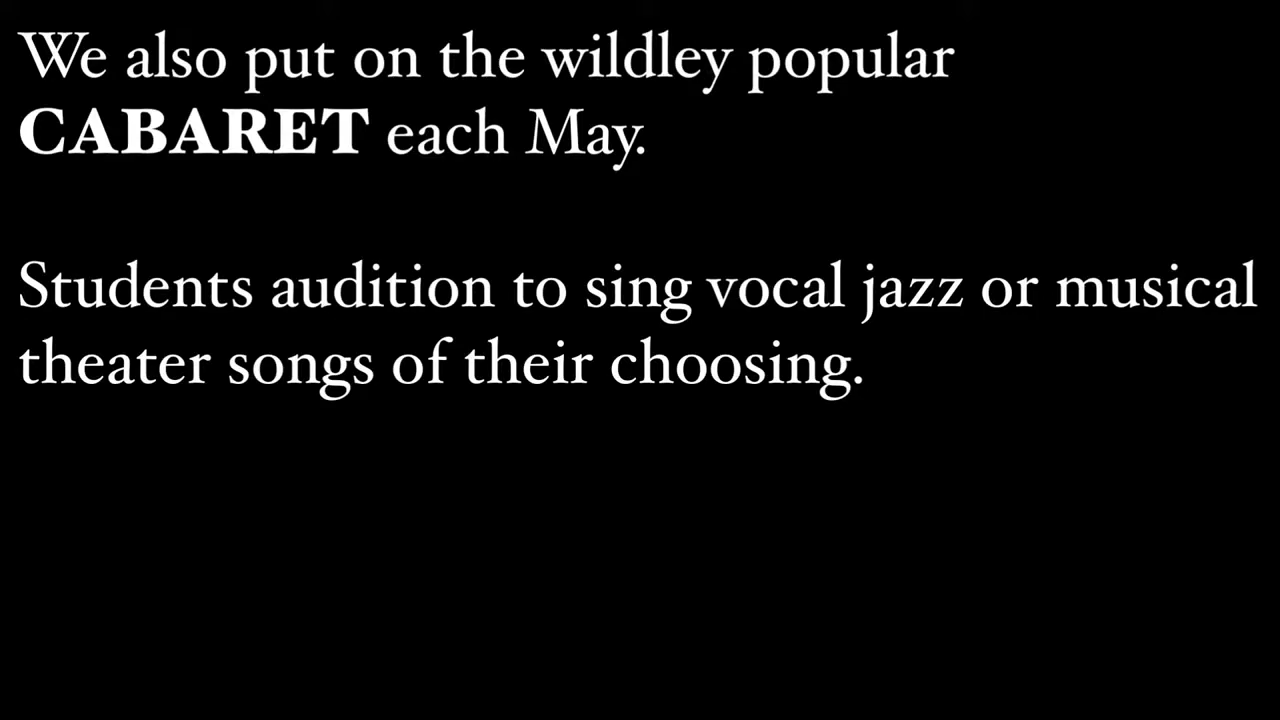 We also put on the wildley popular
CABARET each May.
Students audition to sing vocal jazz or musical
theater songs of their choosing.